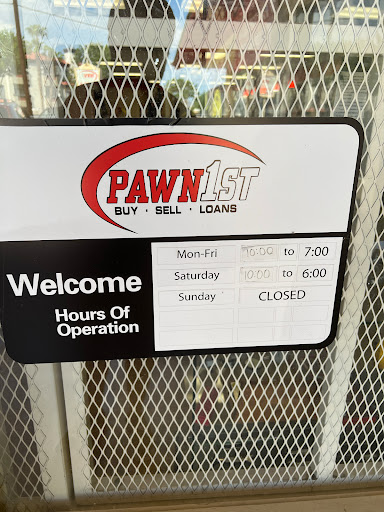 PAWN1ST
BUY • SELL • LOANS
Welcome
Hours Of
Operation
Mon-Fri 10:00 to 7:00
Saturday 10:00 to 6:00
Sunday CLOSED